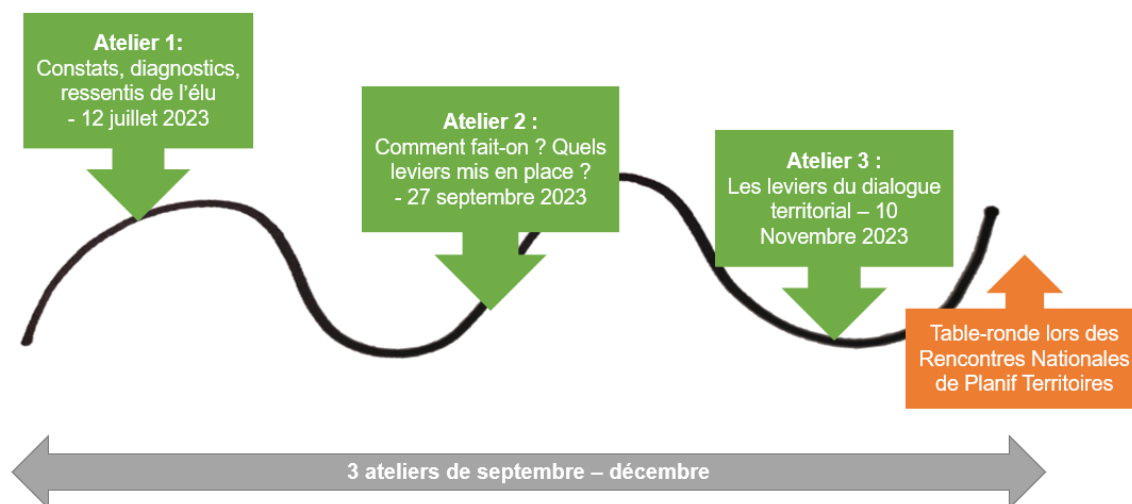 Atelier 1:
Constats, diagnostics,
ressentis de l'élu
- 12 juillet 2023
Atelier 2 :
Comment fait-on ? Quels
leviers mis en place ?
- 27 septembre 2023
Atelier 3 :
Les leviers du dialogue
territorial – 10
Novembre 2023
Table-ronde lors des
Rencontres Nationales
de Planif Territoires
3 ateliers de septembre – décembre